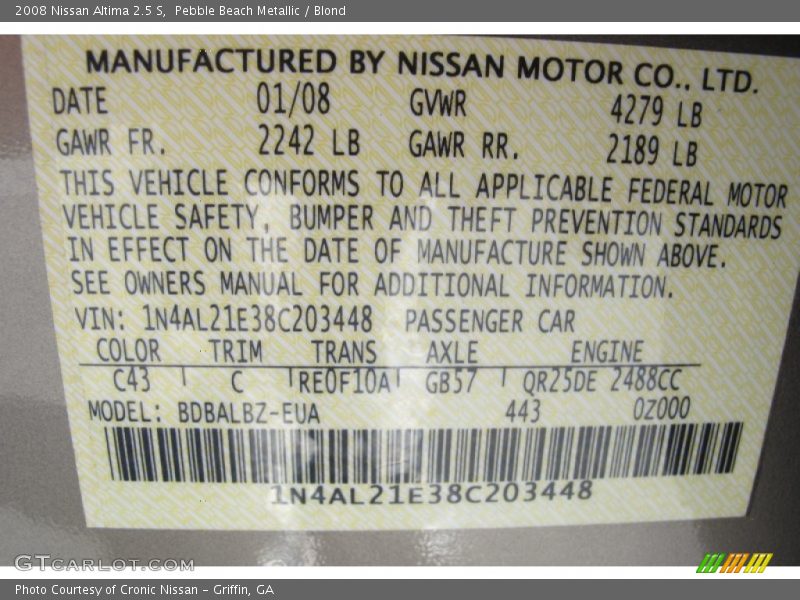 2008 Nissan Altima 2.5 S, Pebble Beach Metallic / Blond
MANUFACTURED BY NISSAN MOTOR CO., LTD.
DATE 01/08 GVWR 4279 LB
GAWR FR. 2242 LB GAWR RR. 2189 LB
THIS VEHICLE CONFORMS TO ALL APPLICABLE FEDERAL MOTOR
VEHICLE SAFETY, BUMPER AND THEFT PREVENTION STANDARDS
IN EFFECT ON THE DATE OF MANUFACTURE SHOWN ABOVE.
SEE OWNERS MANUAL FOR ADDITIONAL INFORMATION.
VIN: 1N4AL21E38C203448 PASSENGER CAR
COLOR TRIM TRANS AXLE ENGINE
C43 C RE0F10A GB57 QR25DE 2488CC
MODEL: BDBALBZ-EUA 443 0Z000
1N4AL21E38C203448
GTCARLOT.COM
Photo Courtesy of Cronic Nissan - Griffin, GA